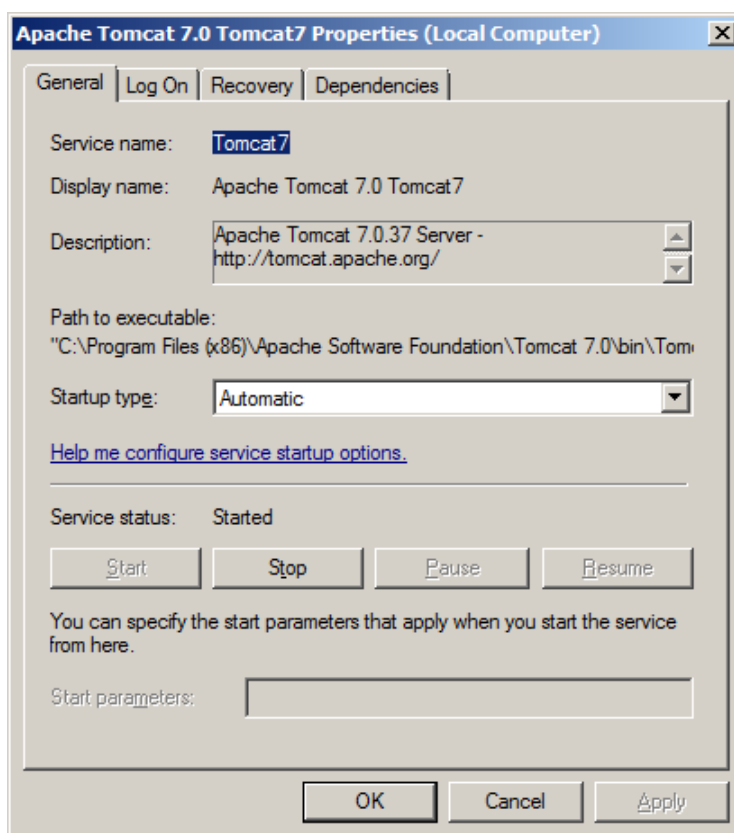 Apache Tomcat 7.0 Tomcat7 Properties (Local Computer)
General Log On Recovery Dependencies
Service name: Tomcat7
Display name: Apache Tomcat 7.0 Tomcat7
Description: Apache Tomcat 7.0.37 Server -
http://tomcat.apache.org/
Path to executable:
"C:\Program Files (x86)\Apache Software Foundation\Tomcat 7.0\bin\Tom
Startup type: Automatic
Help me configure service startup options.
Service status: Started
Start Stop Pause Resume
You can specify the start parameters that apply when you start the service
from here.
Start parameters:
OK Cancel Apply